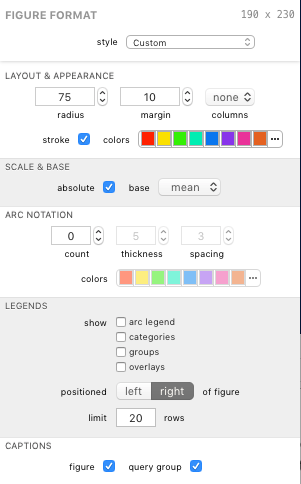 FIGURE FORMAT 190 x 230
style Custom
LAYOUT & APPEARANCE
75 10 none
radius margin columns
stroke colors
SCALE & BASE
absolute base mean
ARC NOTATION
0 5 3
count thickness spacing
colors
LEGENDS
show arc legend
categories
groups
overlays
positioned left right of figure
limit 20 rows
CAPTIONS
figure query group